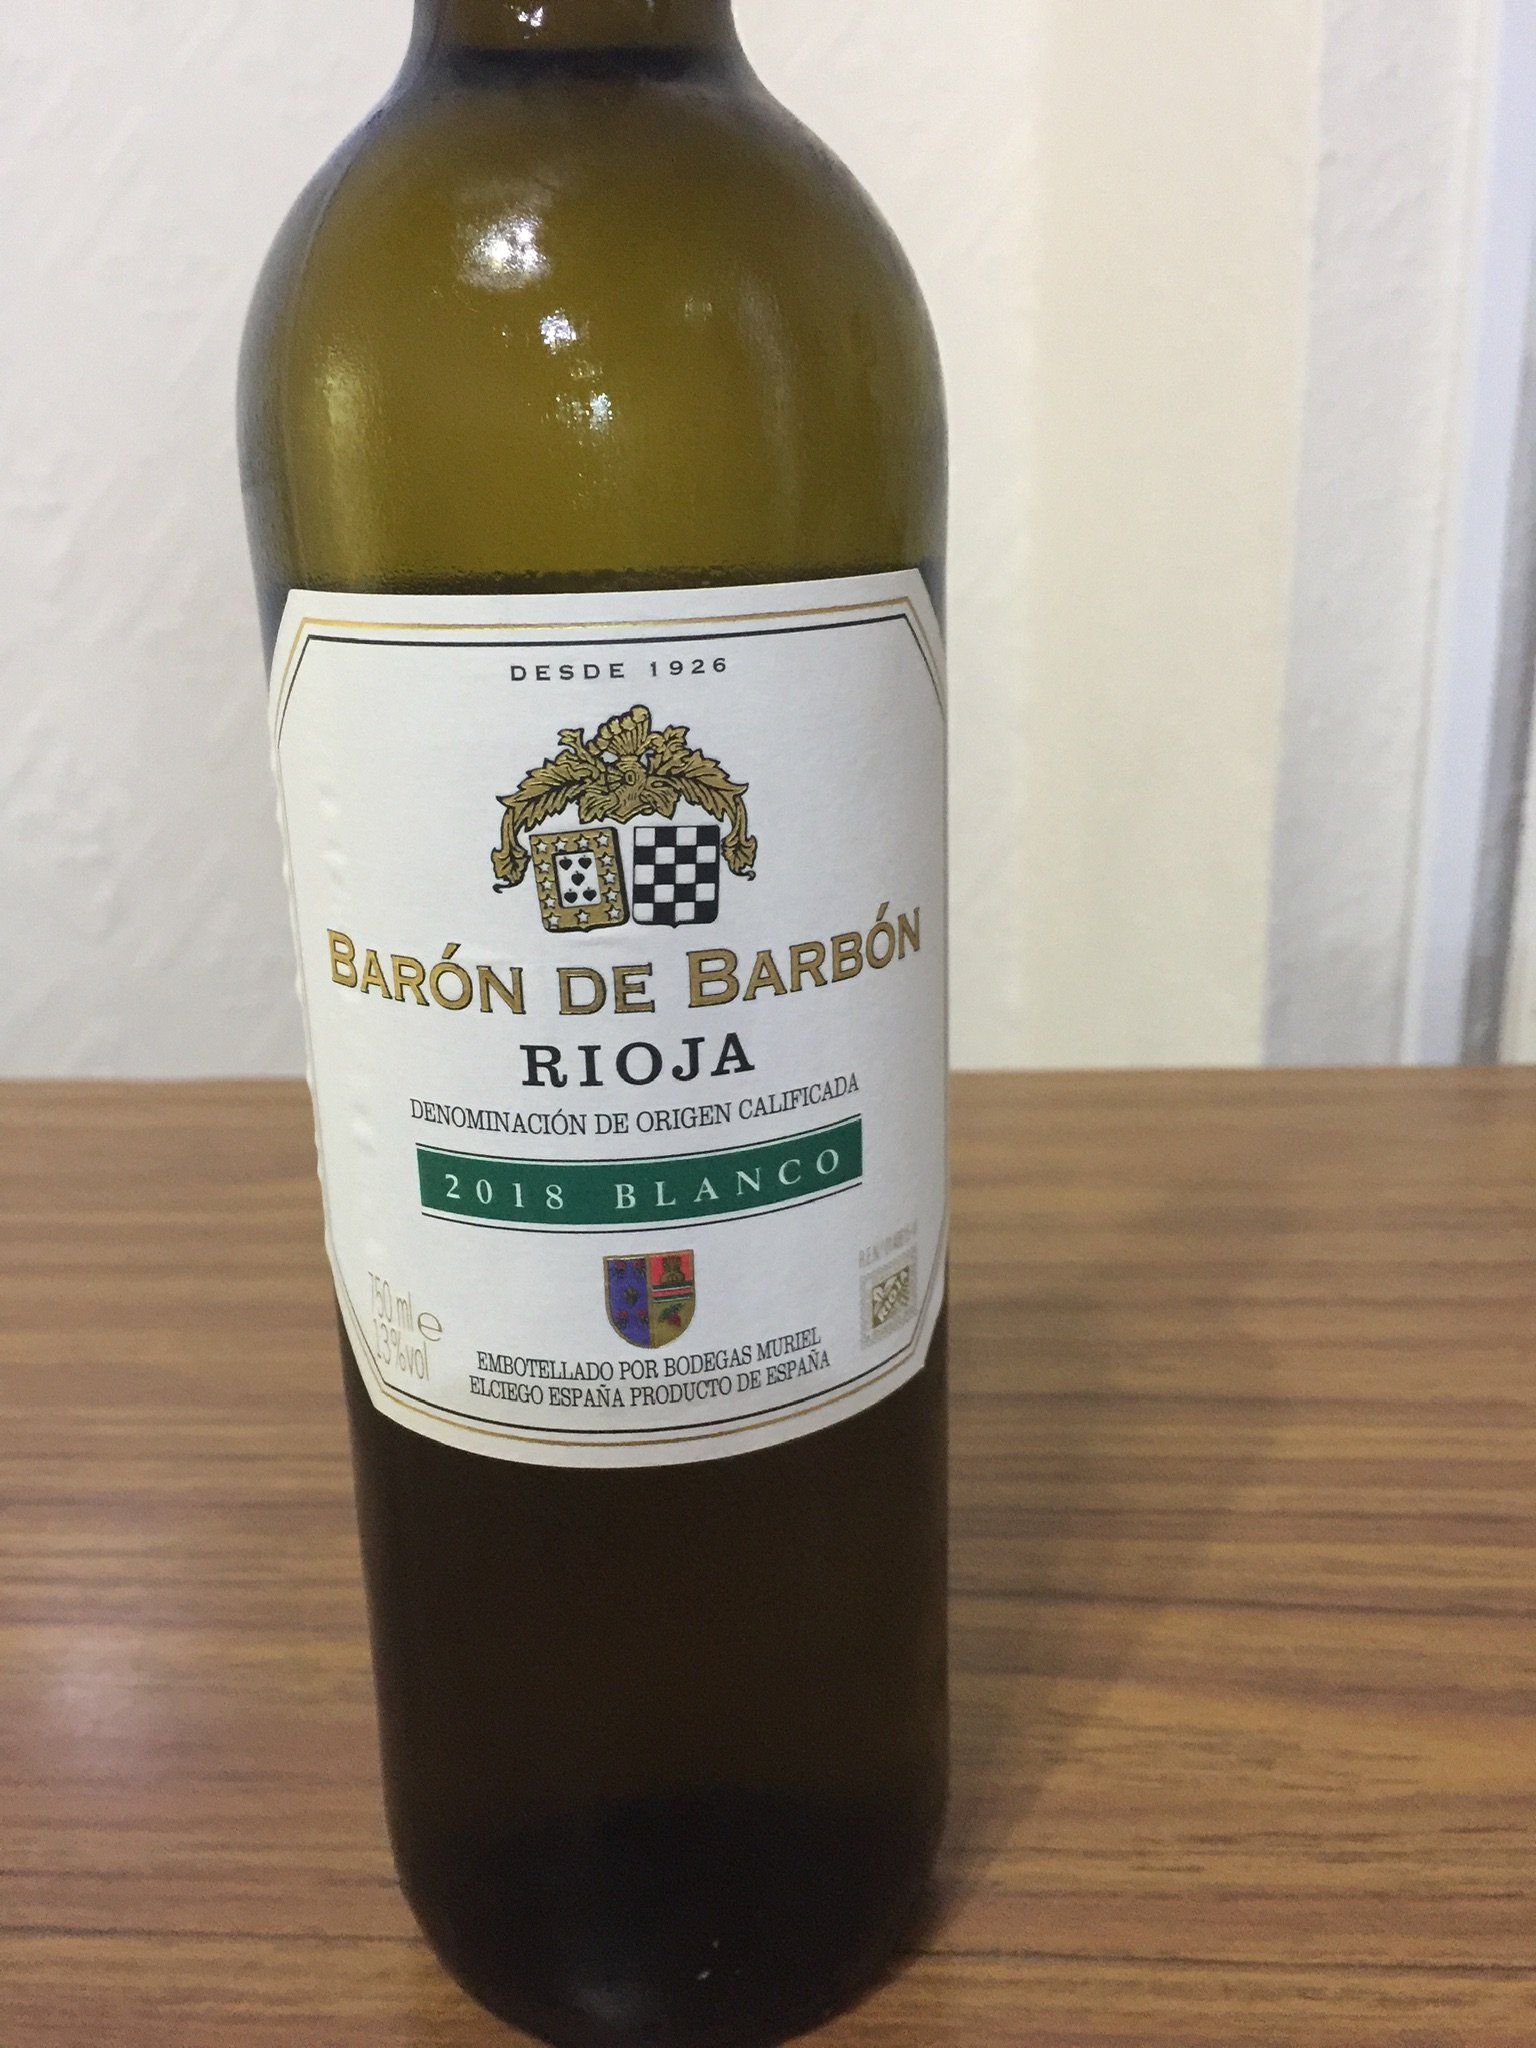 DESDE 1926
BARÓN DE BARBÓN
RIOJA
DENOMINACIÓN DE ORIGEN CALIFICADA
2018 BLANCO
750 ml e
13%vol
RIOJA
EMBOTELLADO POR BODEGAS MURIEL
ELCIEGO ESPAÑA PRODUCTO DE ESPAÑA